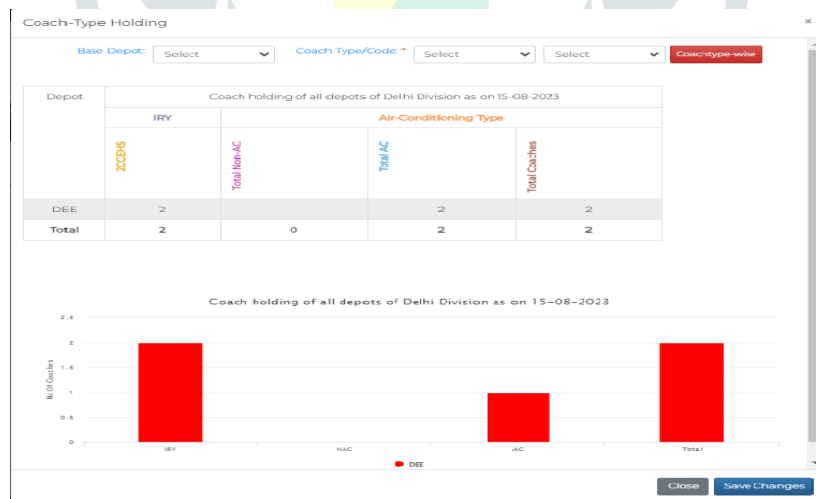 Coach-Type Holding ×
Base Depot: Select Coach Type/Code: * Select Select Coachtype-wise
Depot Coach holding of all depots of Delhi Division as on 15-08-2023
IRY Air-Conditioning Type
2CCEHS Total Non-AC Total AC Total Coaches
DEE 2 2 2
Total 2 0 2 2
Coach holding of all depots of Delhi Division as on 15-08-2023
2.5
2
1.5
1
0.5
0
No Of Coaches
IRY NAC AC Total
DEE
Close Save Changes